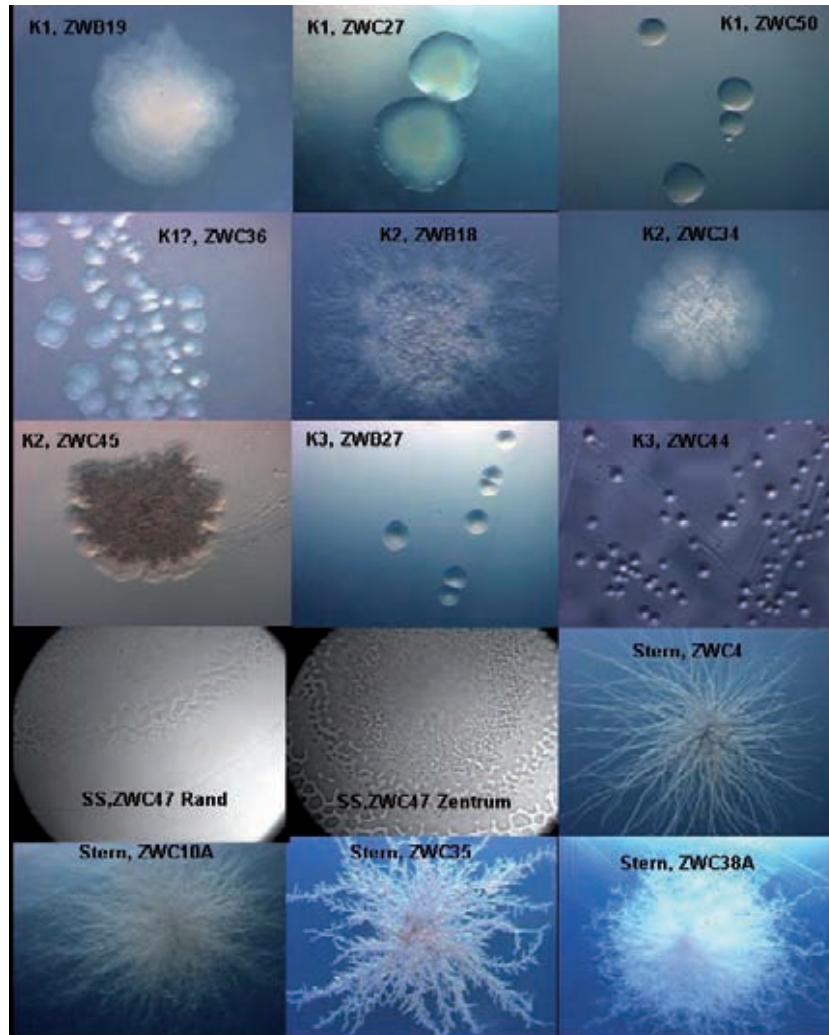 K1, ZWB19
K1, ZWC27
K1, ZWC50
K1?, ZWC36
K2, ZWB18
K2, ZWC34
K2, ZWC45
K3, ZWB27
K3, ZWC44
SS,ZWC47 Rand
SS,ZWC47 Zentrum
Stern, ZWC4
Stern, ZWC10A
Stern, ZWC35
Stern, ZWC38A